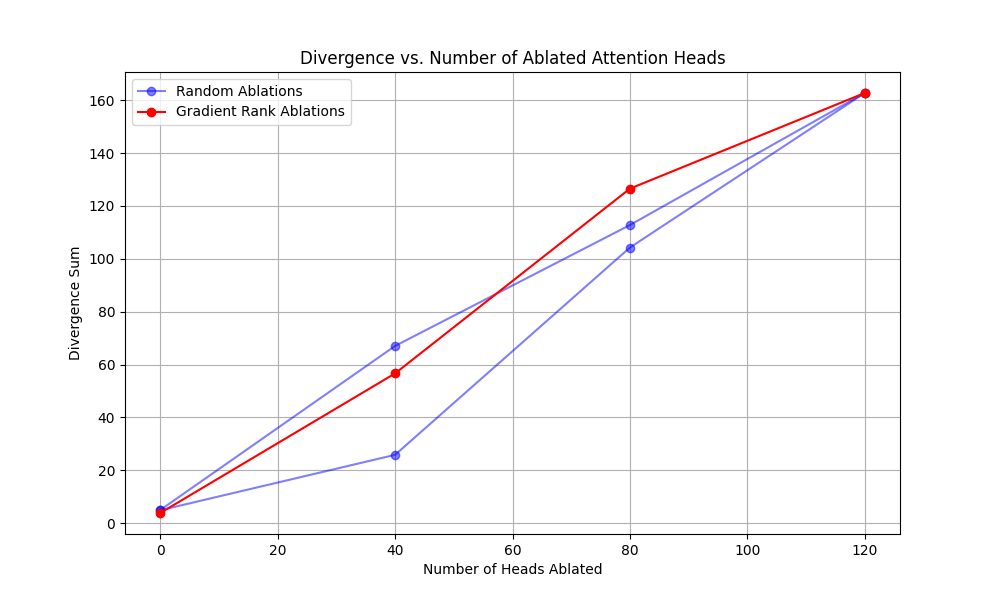 Divergence vs. Number of Ablated Attention Heads
Random Ablations
Gradient Rank Ablations
160
140
120
100
80
60
40
20
0
Divergence Sum
0 20 40 60 80 100 120
Number of Heads Ablated